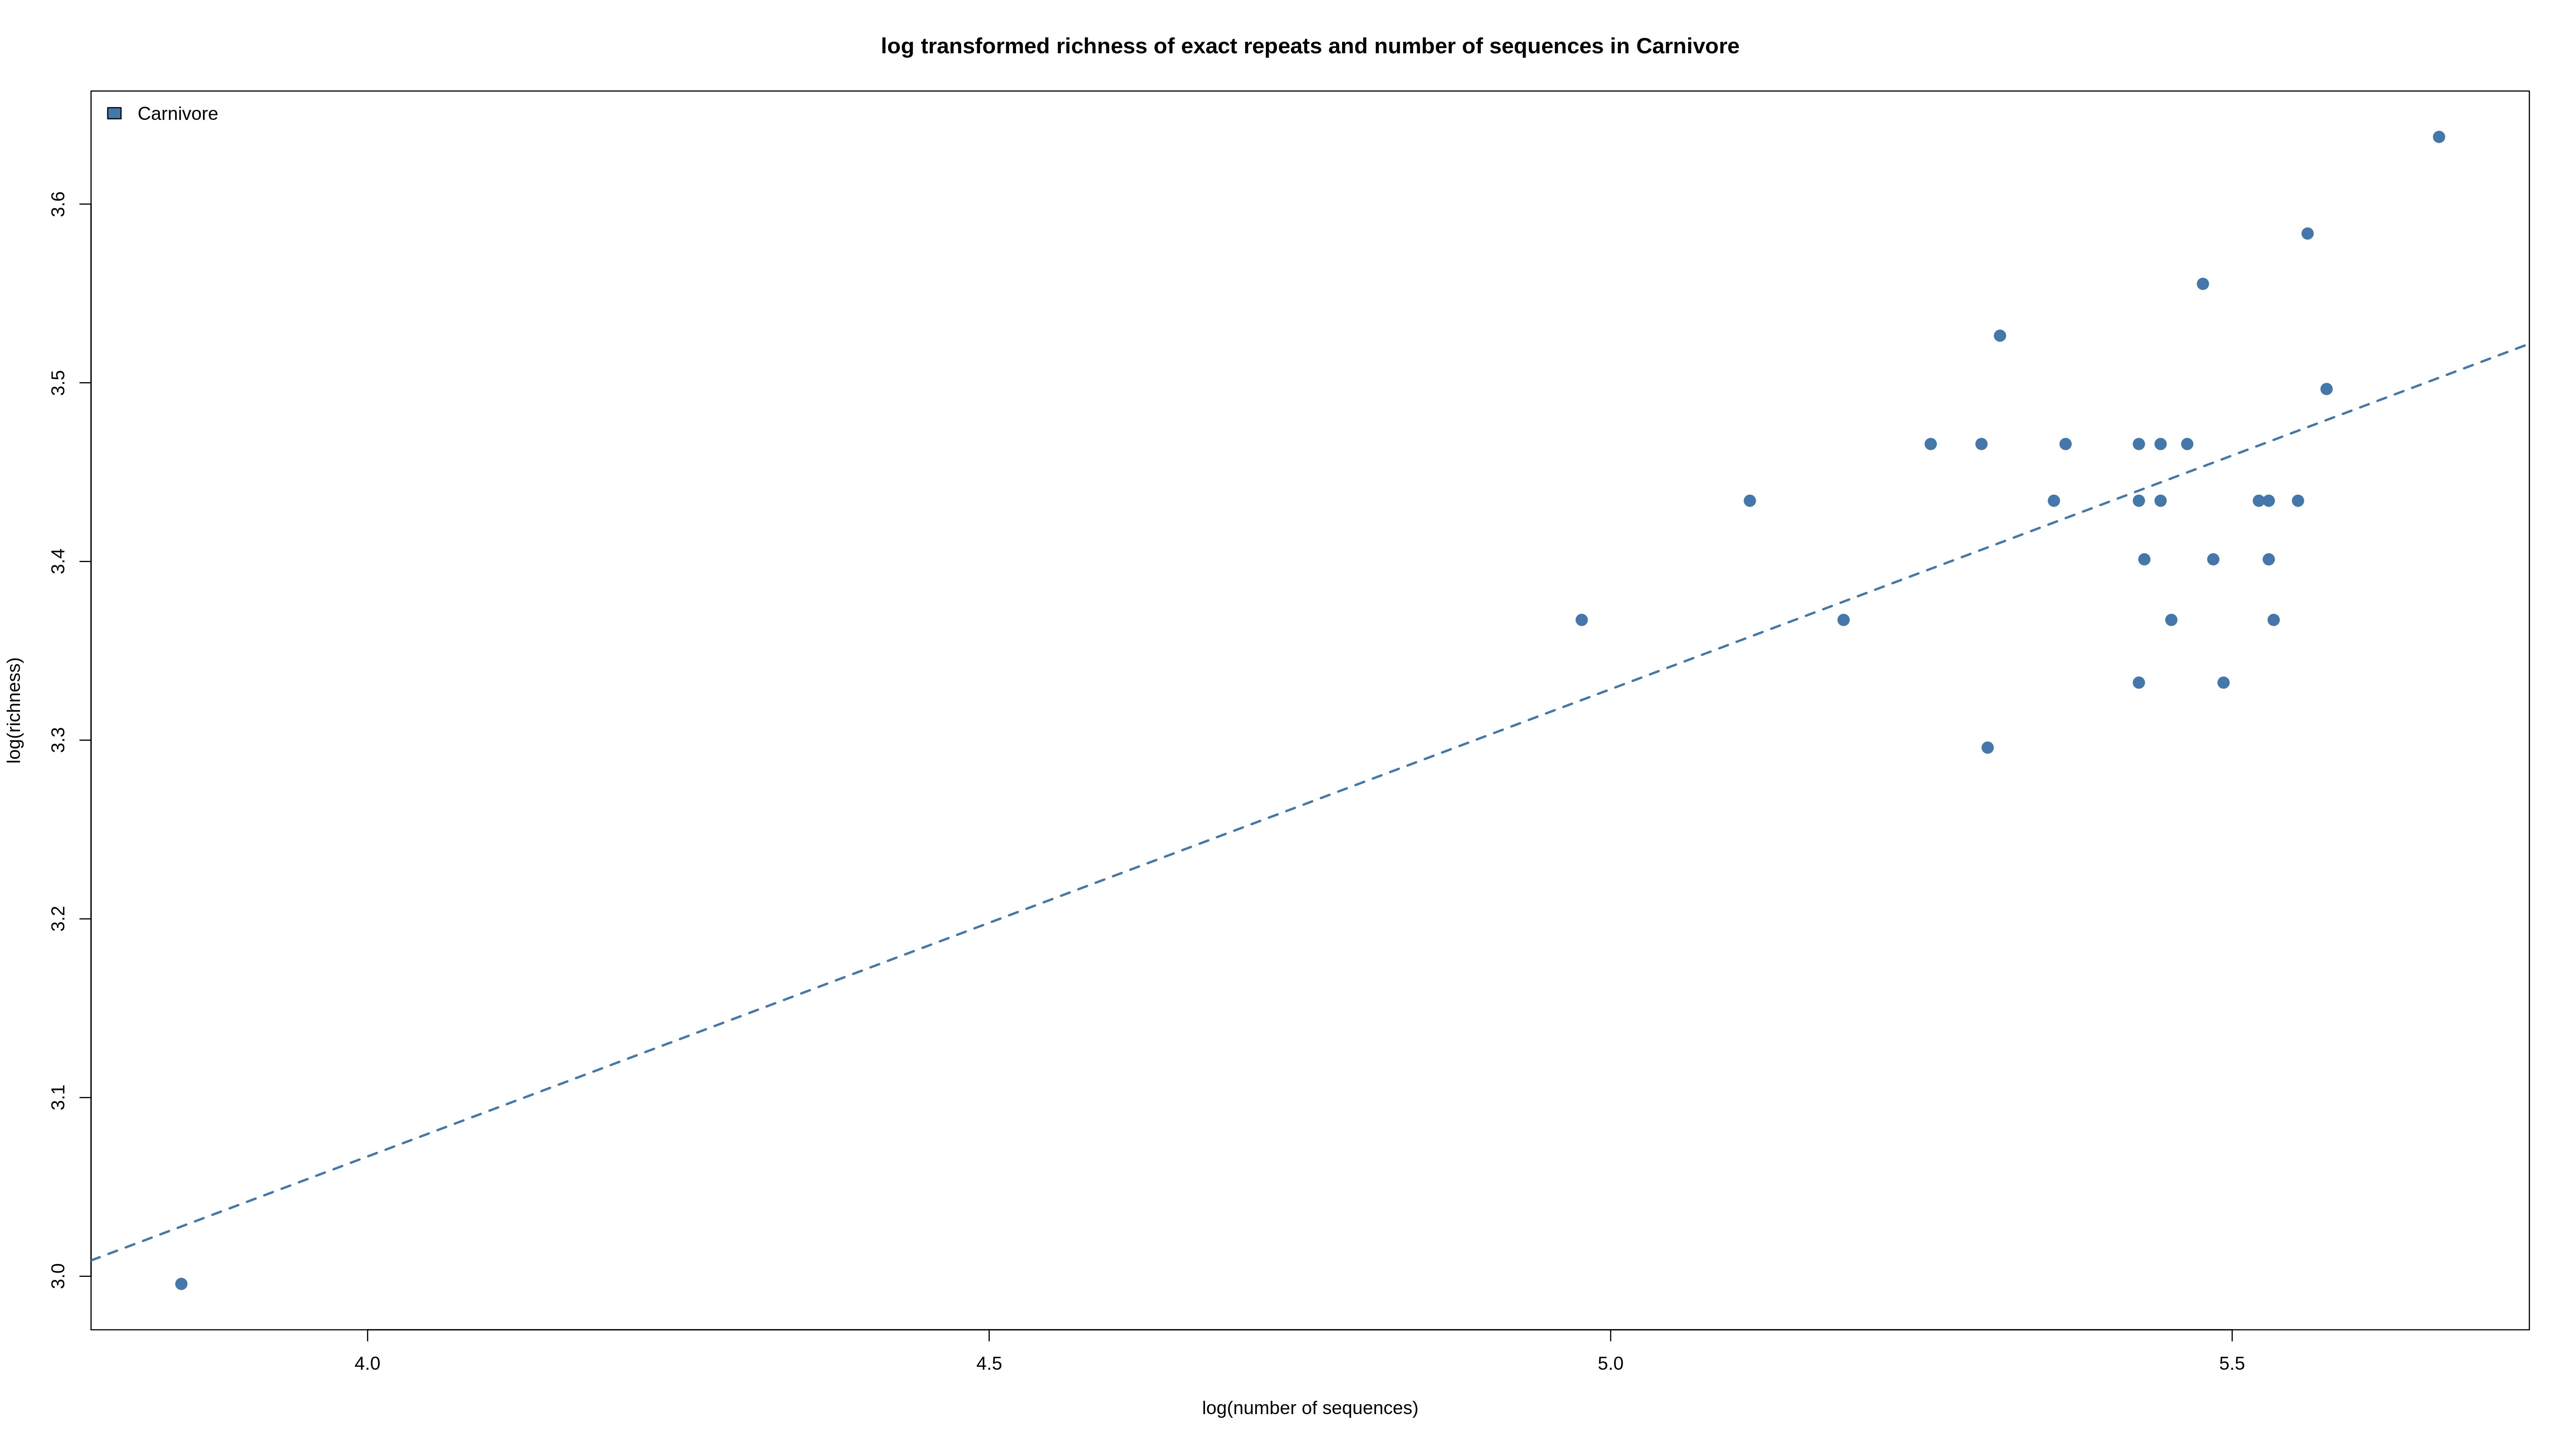 log transformed richness of exact repeats and number of sequences in Carnivore
Carnivore
3.6
3.5
3.4
3.3
3.2
3.1
3.0
log(richness)
4.0 4.5 5.0 5.5
log(number of sequences)